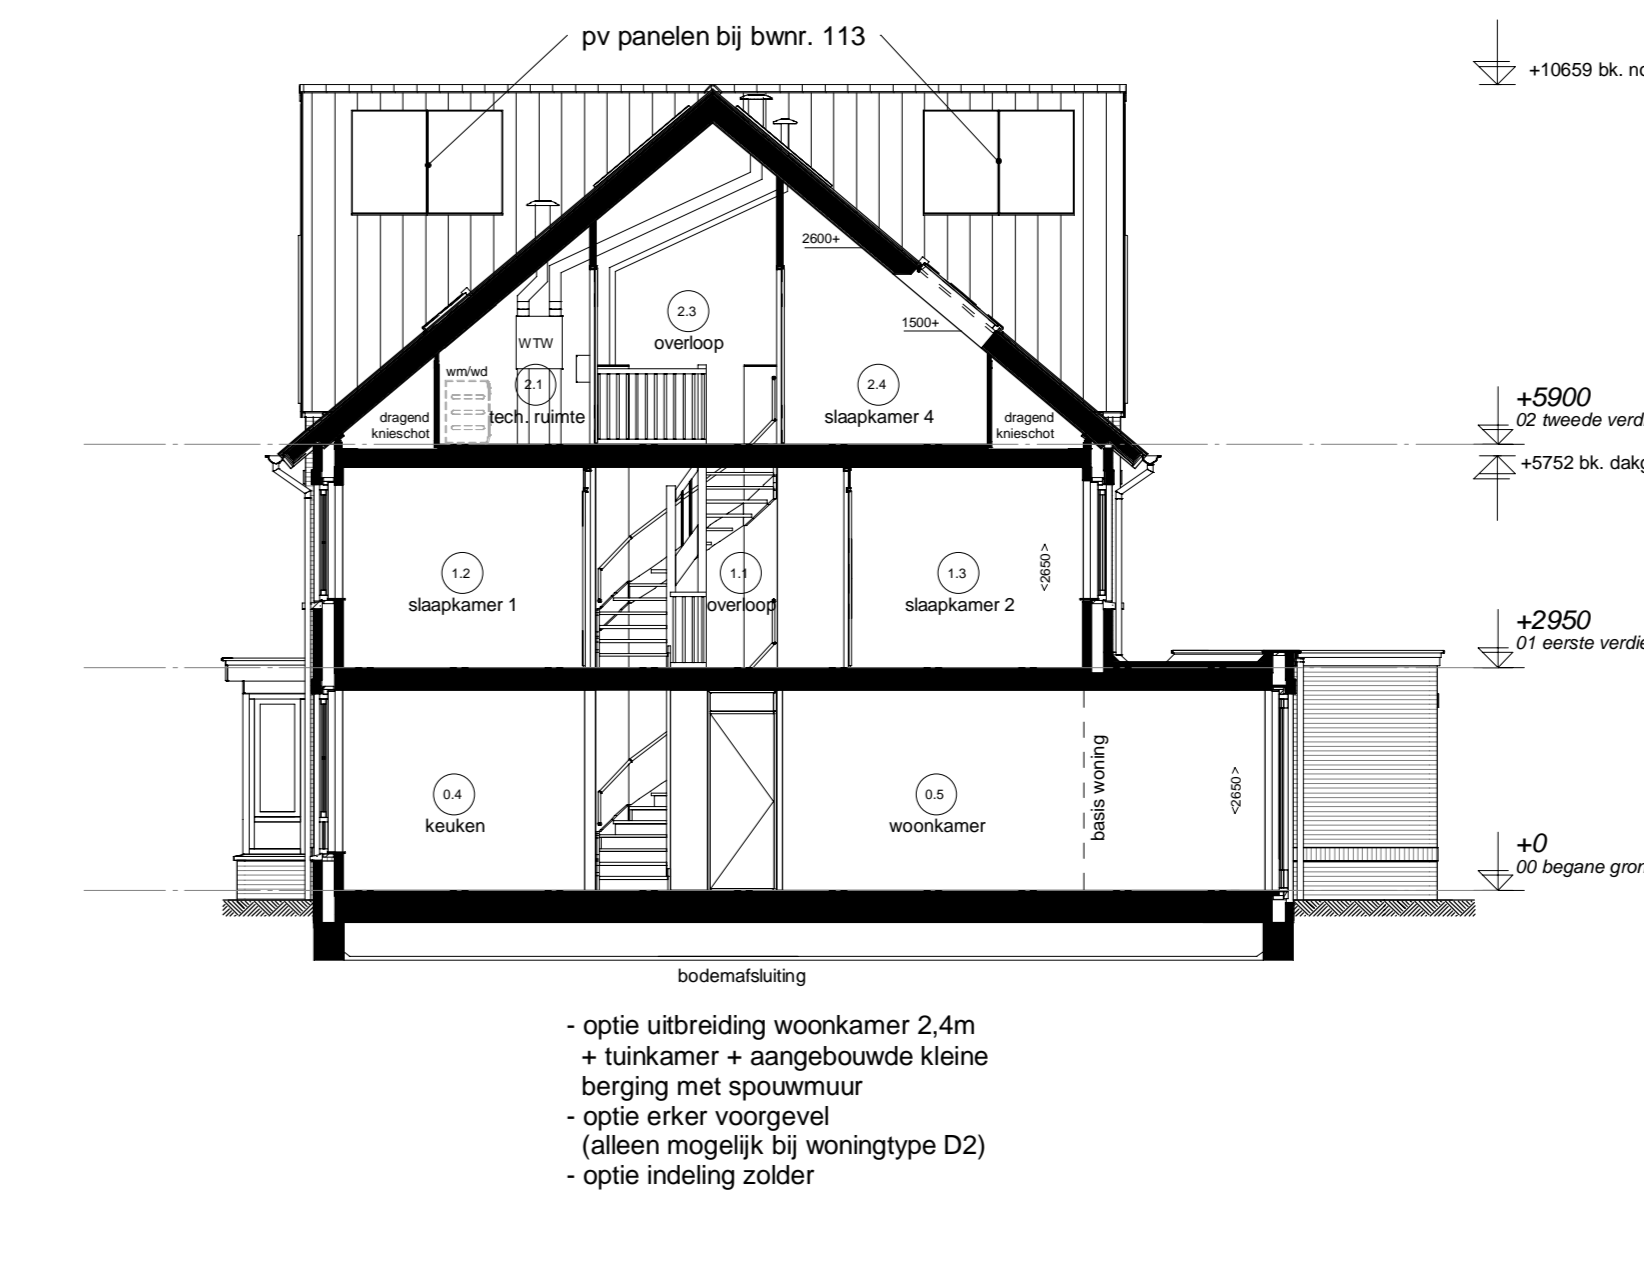 pv panelen bij bwnr. 113
+10659 bk. no
2600+
1500+
2.3
overloop
WTW
wm/wd
2.1
tech. ruimte
2.4
slaapkamer 4
dragend
knieschot
dragend
knieschot
+5900
02 tweede verd
+5752 bk. dakg
1.2
slaapkamer 1
1.1
overloop
1.3
slaapkamer 2
<2650>
+2950
01 eerste verdie
0.4
keuken
0.5
woonkamer
basis woning
<2650>
+0
00 begane gron
bodemafsluiting
- optie uitbreiding woonkamer 2,4m
+ tuinkamer + aangebouwde kleine
berging met spouwmuur
- optie erker voorgevel
(alleen mogelijk bij woningtype D2)
- optie indeling zolder